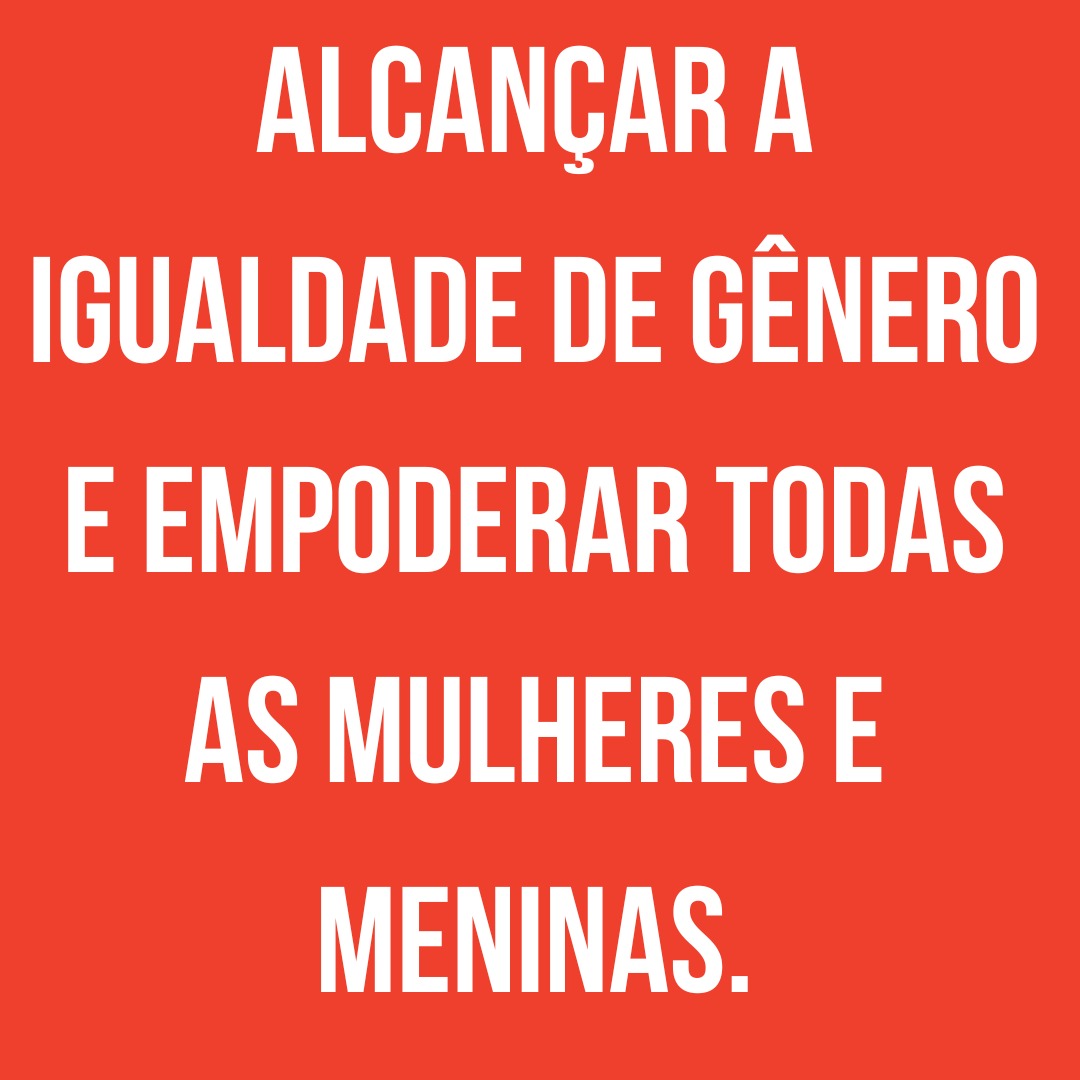 ALCANÇAR A
IGUALDADE DE GÊNERO
E EMPODERAR TODAS
AS MULHERES E
MENINAS.